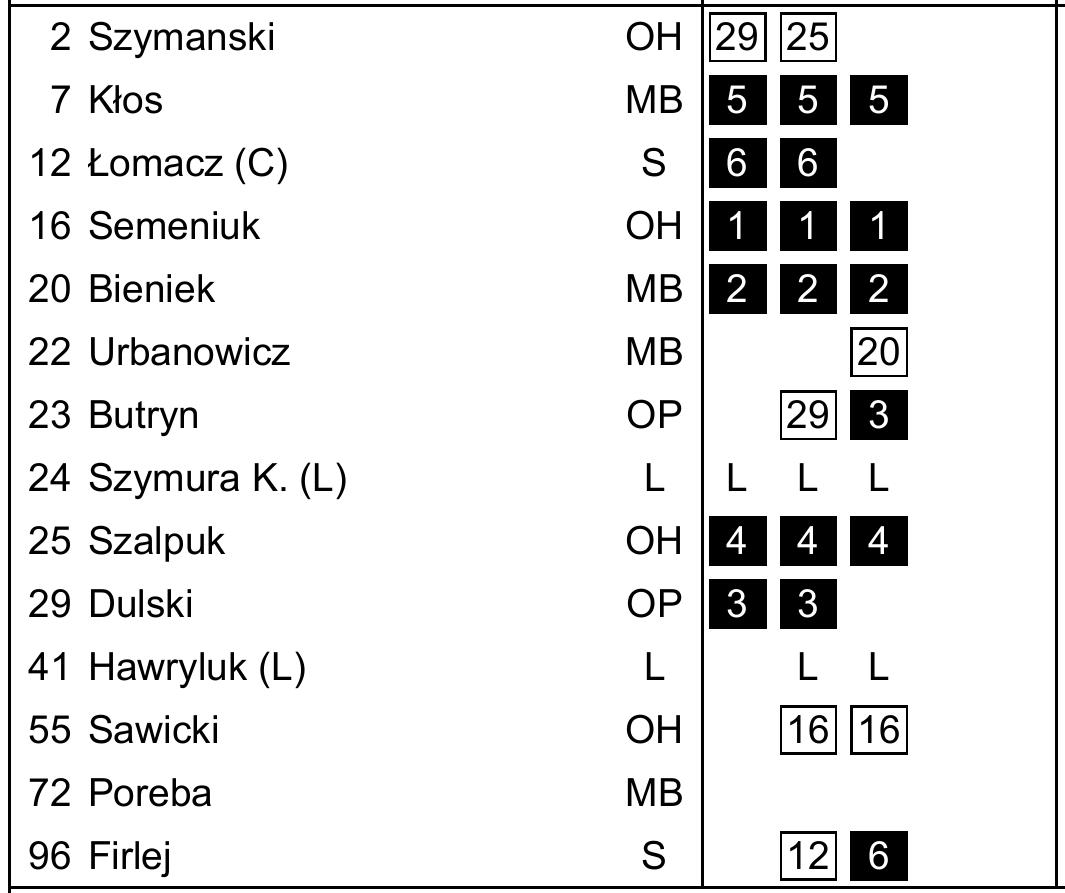 2 Szymanski OH 29 25
7 Kłos MB 5 5 5
12 Łomacz (C) S 6 6
16 Semeniuk OH 1 1 1
20 Bieniek MB 2 2 2
22 Urbanowicz MB 20
23 Butryn OP 29 3
24 Szymura K. (L) L L L L
25 Szalpuk OH 4 4 4
29 Dulski OP 3 3
41 Hawryluk (L) L L L
55 Sawicki OH 16 16
72 Poreba MB
96 Firlej S 12 6